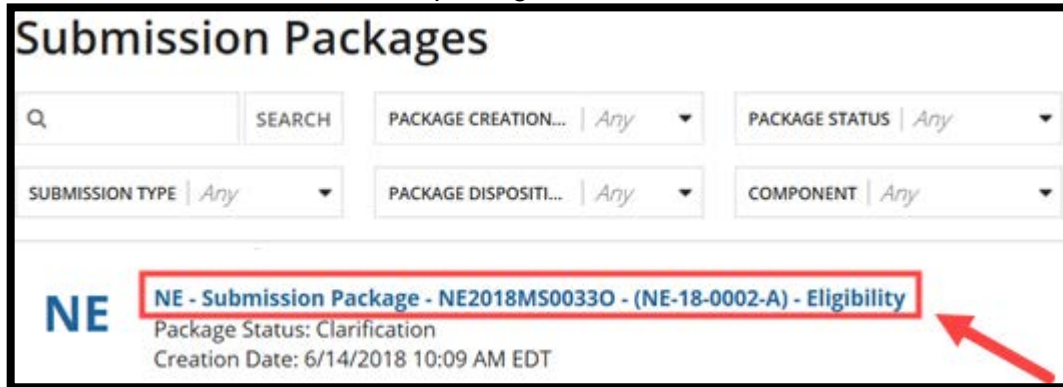 Submission Packages
SEARCH PACKAGE CREATION... Any PACKAGE STATUS Any
SUBMISSION TYPE Any PACKAGE DISPOSITI... Any COMPONENT Any
NE
NE - Submission Package - NE2018MS0033O - (NE-18-0002-A) - Eligibility
Package Status: Clarification
Creation Date: 6/14/2018 10:09 AM EDT